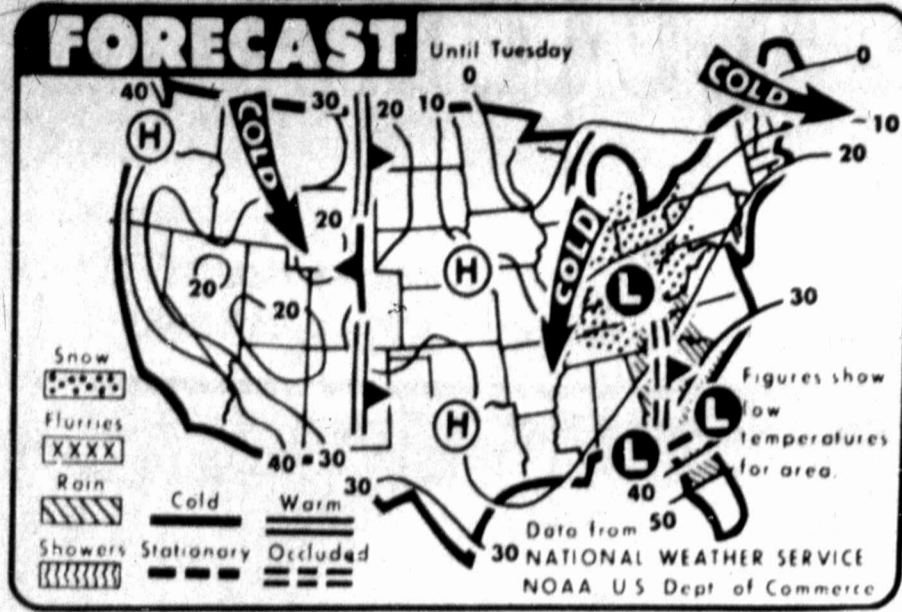 FORECAST
Until Tuesday
0
40
30
20
10
0
-10
20
COLD
COLD
COLD
H
H
H
20
20
20
L
L
L
30
Snow
Flurries
XXXX
Rain
Showers
Cold
Warm
Stationary
Occluded
40-30
30
30
40
50
Figures show
low
temperatures
for area.
Data from
NATIONAL WEATHER SERVICE
NOAA US Dept of Commerce